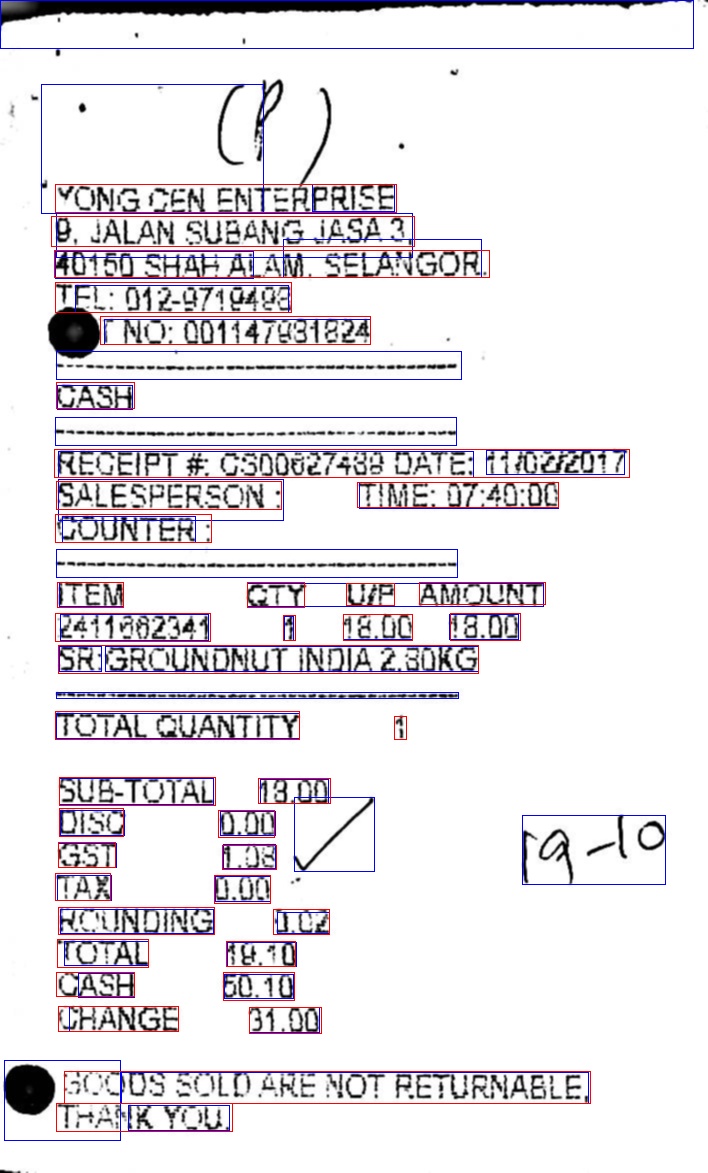 (P)
YONG CEN ENTERPRISE
9, JALAN SUBANG JASA 3,
40150 SHAH ALAM, SELANGOR.
TEL: 012-9719498
T NO: 001147981824
CASH
RECEIPT #: CS00627489 DATE: 11/02/2017
SALESPERSON : TIME: 07:40:00
COUNTER :
ITEM QTY U/P AMOUNT
2411662341 1 18.00 18.00
SR: GROUNDNUT INDIA 2.80KG
TOTAL QUANTITY 1
SUB-TOTAL 18.00
DISC 0.00
GST 1.08
TAX 0.00
ROUNDING 0.02
TOTAL 19.10
19-10
CASH 50.10
CHANGE 31.00
GOODS SOLD ARE NOT RETURNABLE,
THANK YOU.